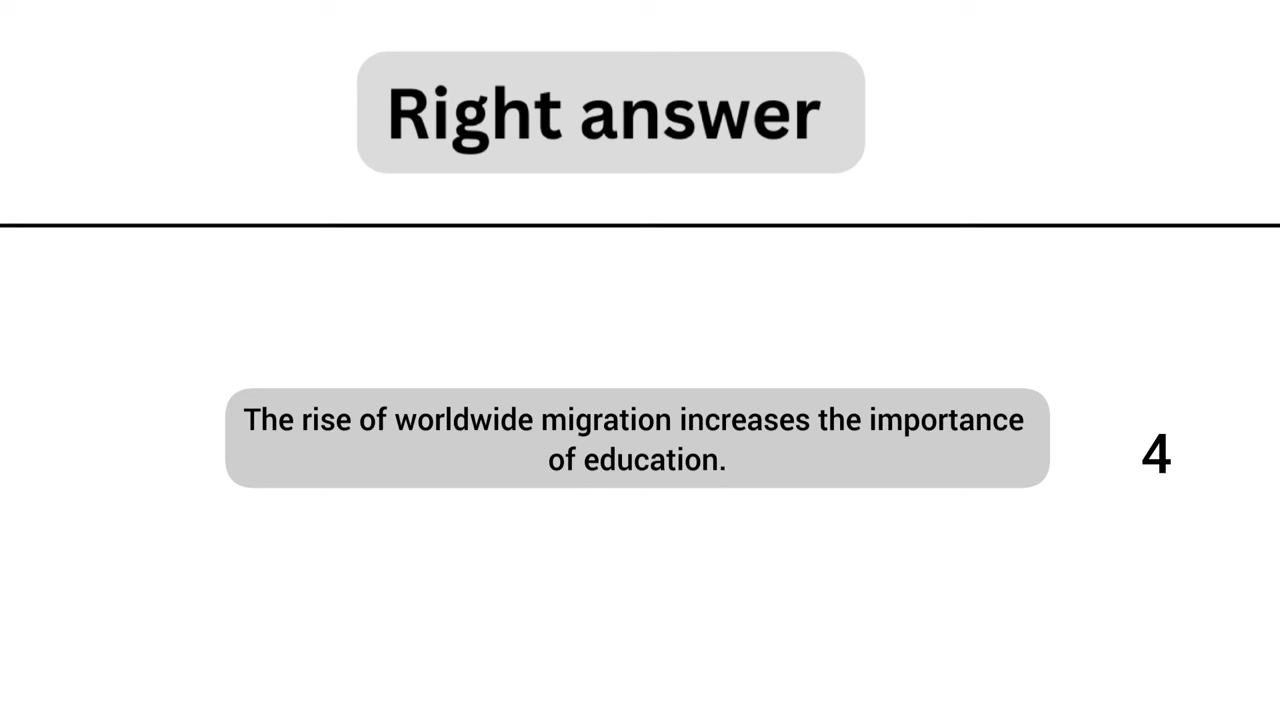 Right answer
The rise of worldwide migration increases the importance
of education.
4